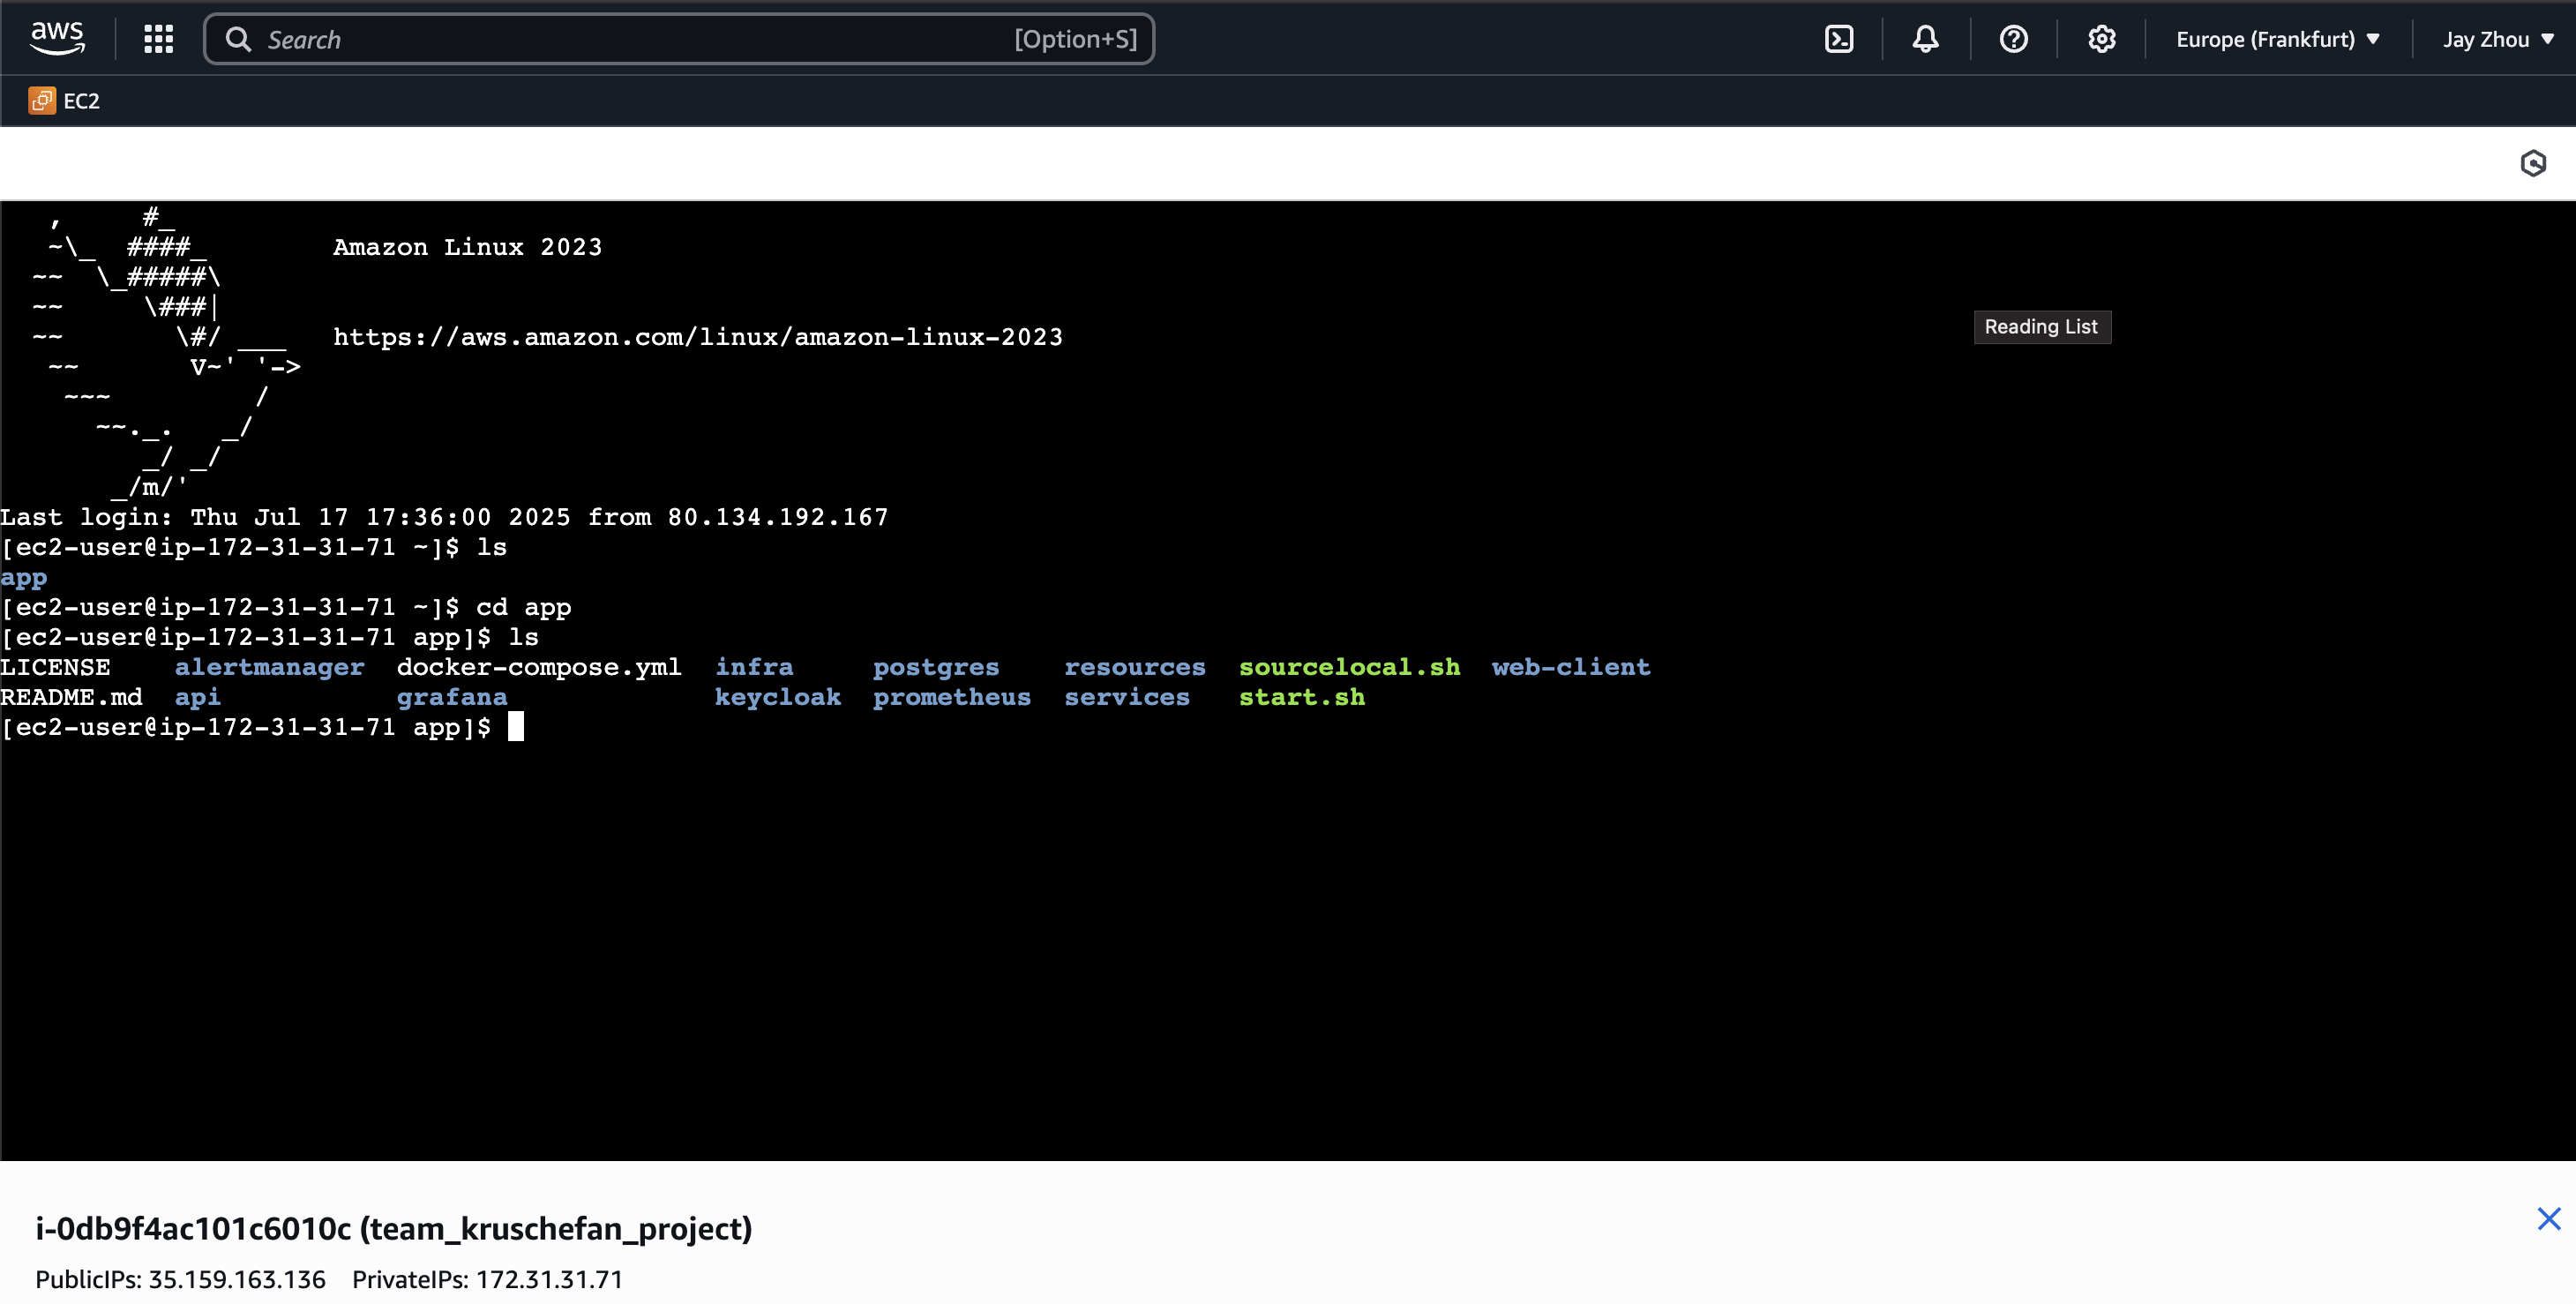 aws Search [Option+S] Europe (Frankfurt) Jay Zhou
EC2
   ,     #_
   ~\_  ####_        Amazon Linux 2023
  ~~  \_#####\
  ~~     \###|
  ~~       \#/ ___   https://aws.amazon.com/linux/amazon-linux-2023
   ~~       V~' '->
    ~~~         /
      ~~._.   _/
         _/ _/
       _/m/'
Reading List
Last login: Thu Jul 17 17:36:00 2025 from 80.134.192.167
[ec2-user@ip-172-31-31-71 ~]$ ls
app
[ec2-user@ip-172-31-31-71 ~]$ cd app
[ec2-user@ip-172-31-31-71 app]$ ls
LICENSE    alertmanager  docker-compose.yml  infra     postgres    resources  sourcelocal.sh  web-client
README.md  api           grafana             keycloak  prometheus  services   start.sh
[ec2-user@ip-172-31-31-71 app]$
i-0db9f4ac101c6010c (team_kruschefan_project)
PublicIPs: 35.159.163.136 PrivateIPs: 172.31.31.71